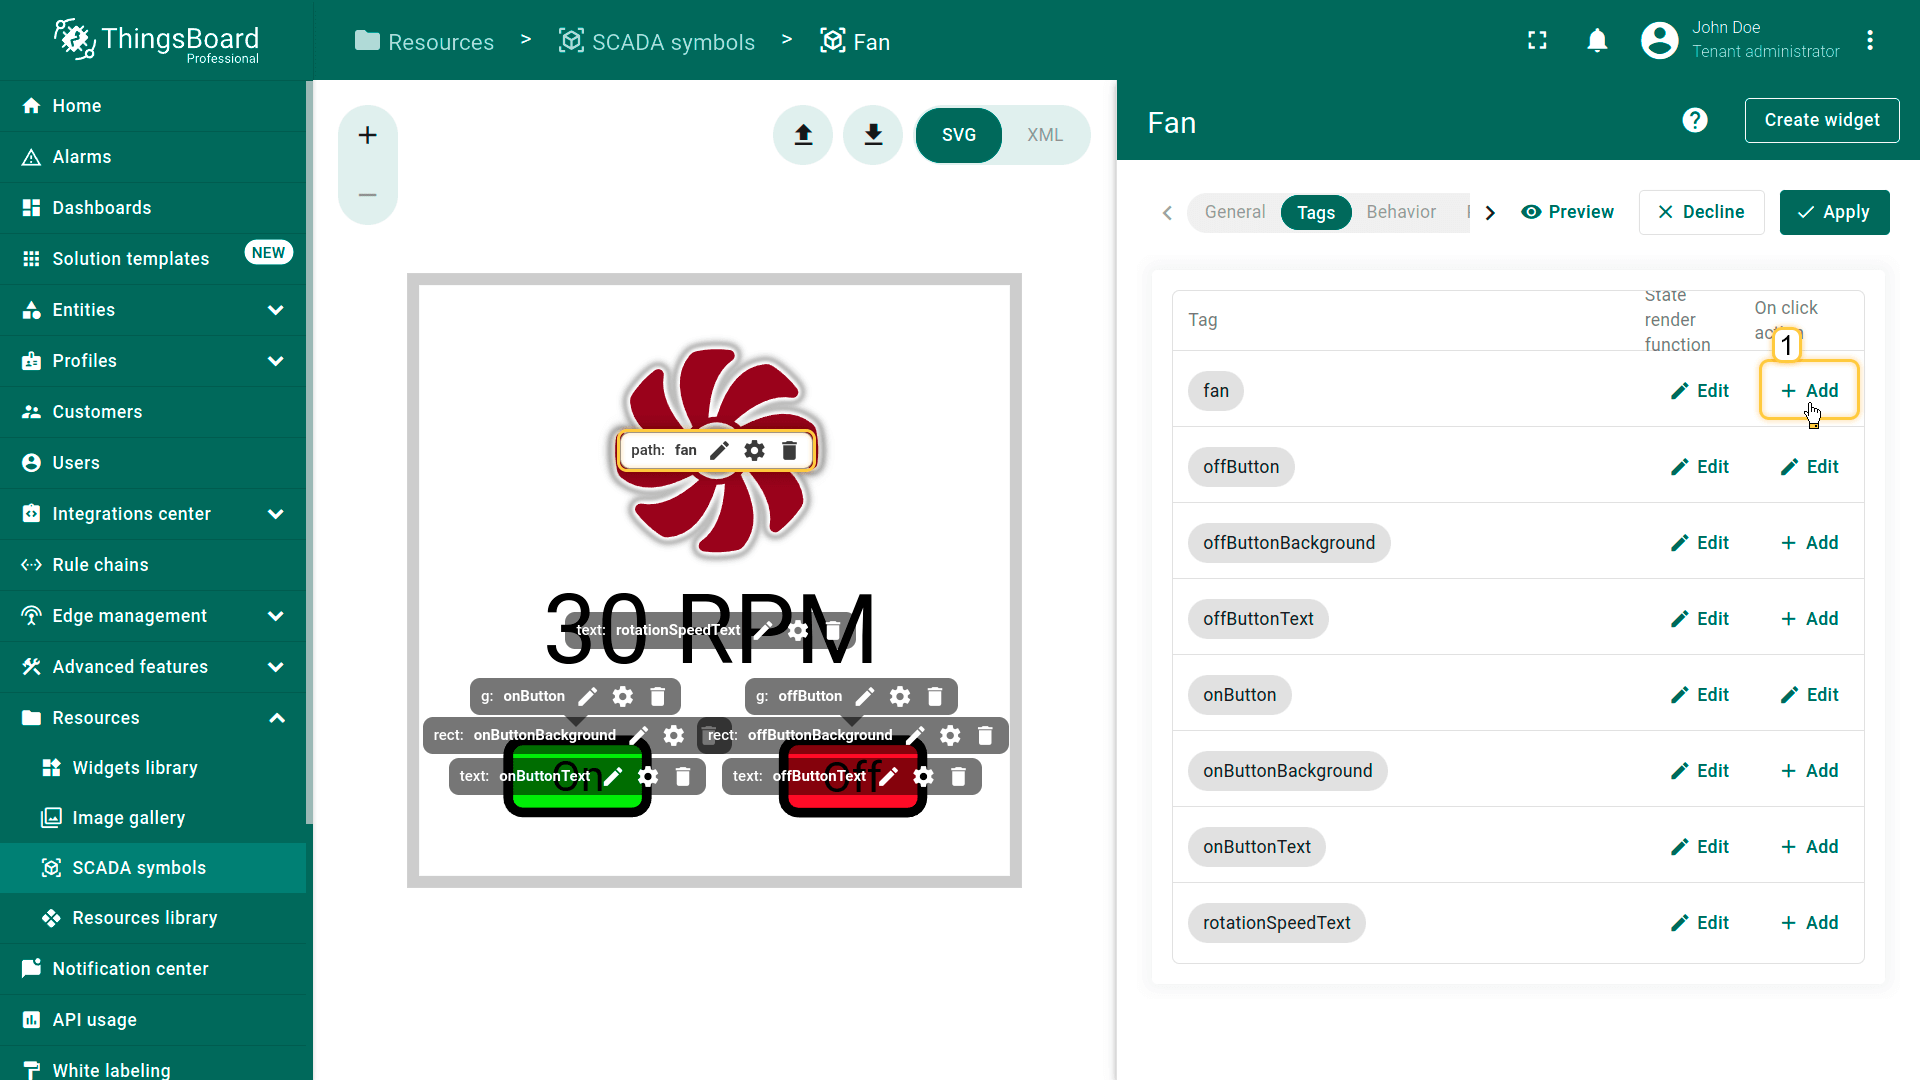 ThingsBoard
Professional
Resources > SCADA symbols > Fan
John Doe
Tenant administrator
Home
Alarms
Dashboards
Solution templates NEW
Entities
Profiles
Customers
Users
Integrations center
Rule chains
Edge management
Advanced features
Resources
Widgets library
Image gallery
SCADA symbols
Resources library
Notification center
API usage
White labeling
+
−
SVG XML
path: fan
30 RPM
text: rotationSpeedText
g: onButton
g: offButton
rect: onButtonBackground
rect: offButtonBackground
On
Off
text: onButtonText
text: offButtonText
Fan
? Create widget
General Tags Behavior
Preview
Decline
Apply
Tag
State
render
function
On click
1
fan Edit + Add
offButton Edit Edit
offButtonBackground Edit + Add
offButtonText Edit + Add
onButton Edit Edit
onButtonBackground Edit + Add
onButtonText Edit + Add
rotationSpeedText Edit + Add